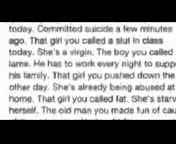 today. Committed suicide a few minutes
ago. That girl you called a slut in class
today. She's a virgin. The boy you called
lame. He has to work every night to supp
his family. That girl you pushed down the
other day. She's already being abused at
home. That girl you called fat. She's starv
herself. The old man you made fun of cau